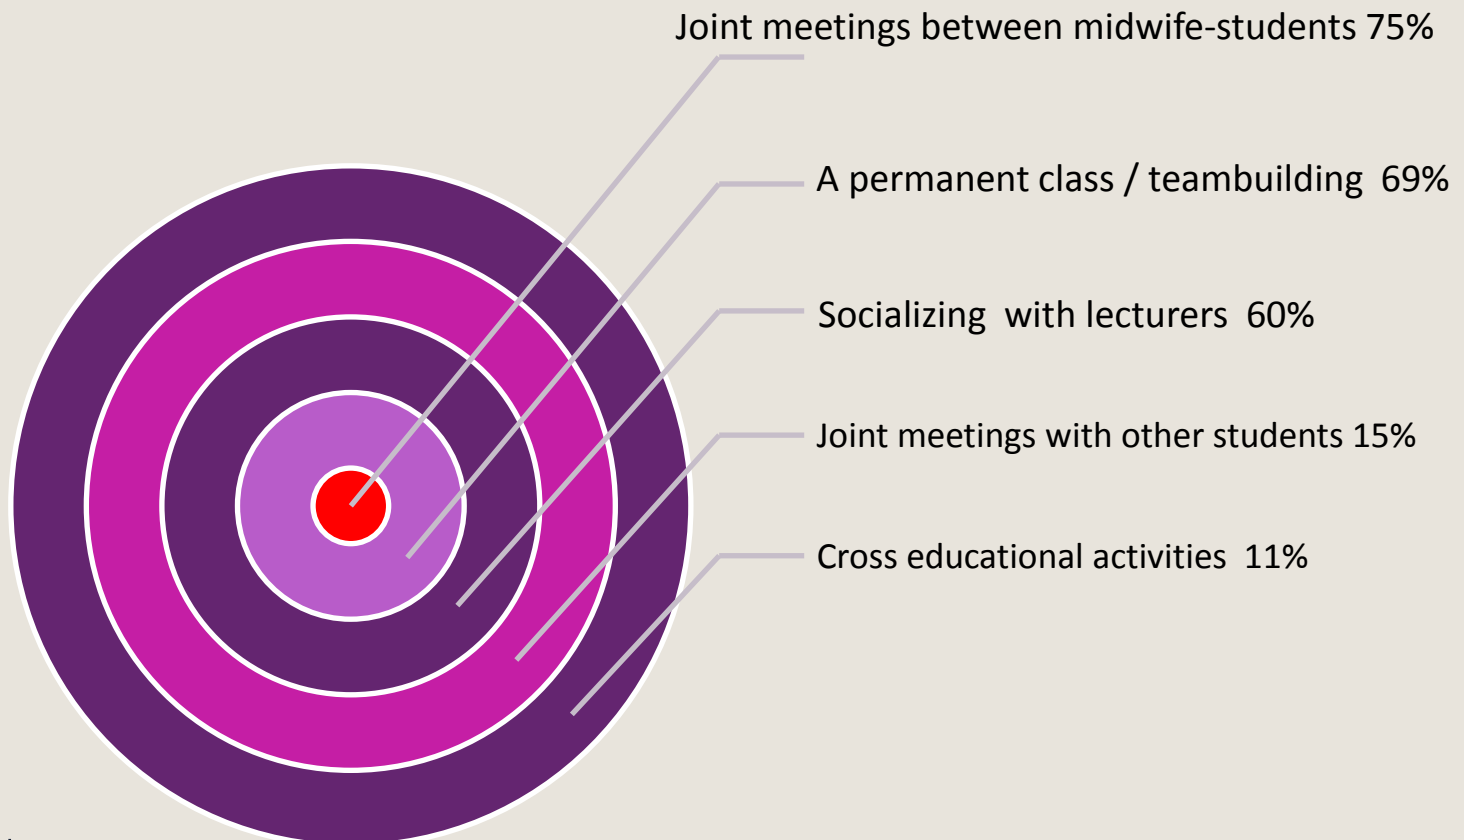 Joint meetings between midwife-students 75%
A permanent class / teambuilding 69%
Socializing with lecturers 60%
Joint meetings with other students 15%
Cross educational activities 11%